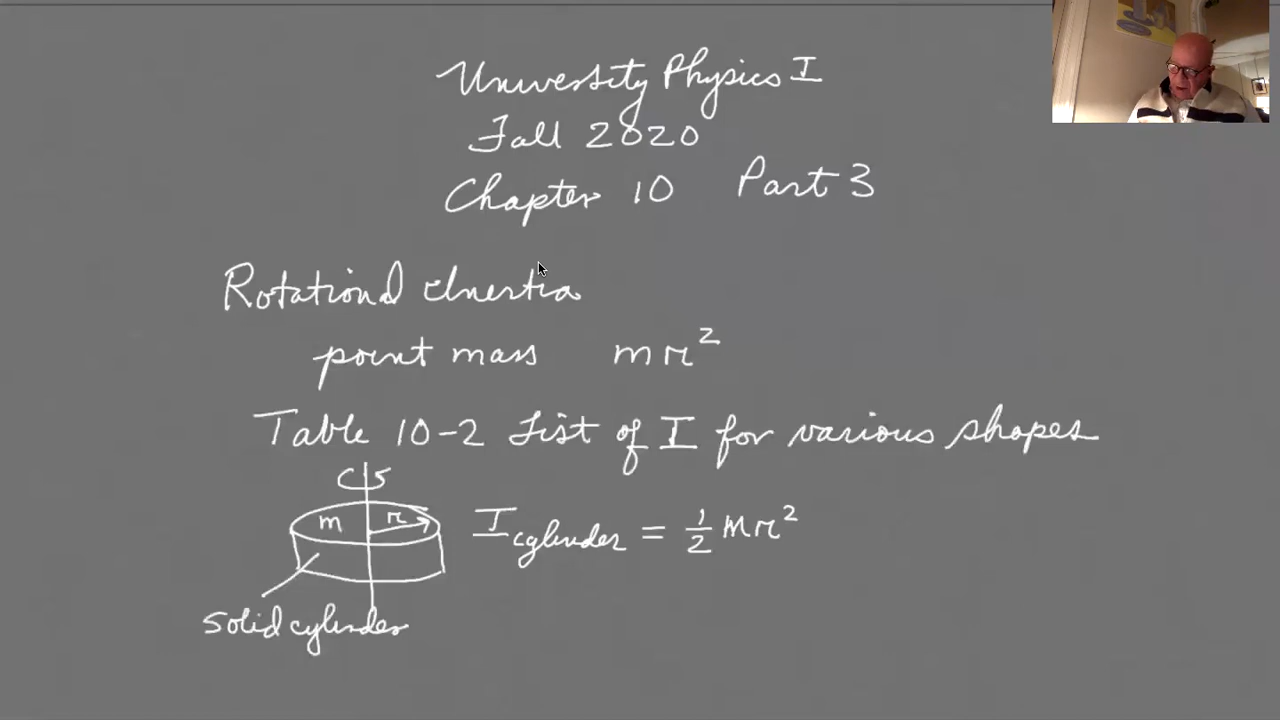 University Physics I
Fall 2020
Chapter 10 Part 3
Rotational Inertia
point mass mr²
Table 10-2 List of I for various shapes
m r
I cylinder = 1/2 mr²
solid cylinder